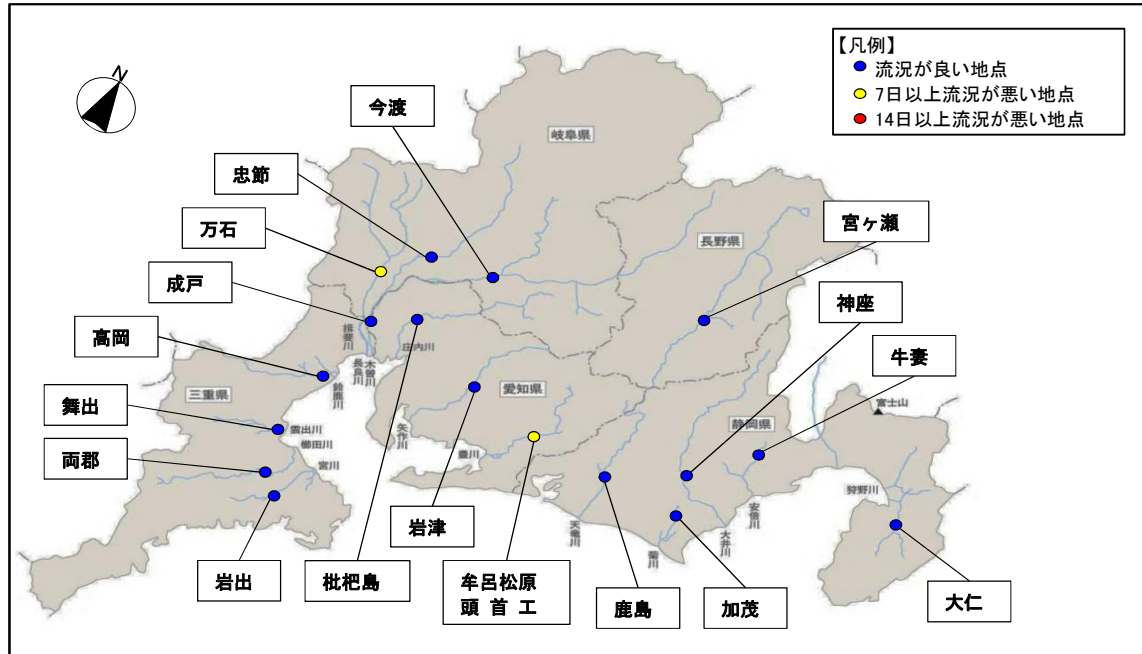 【凡例】
流況が良い地点
7日以上流況が悪い地点
14日以上流況が悪い地点
N
今渡
岐阜県
忠節
万石
宮ヶ瀬
長野県
成戸
神座
高岡
揖斐川
長良川
木曽川
庄内川
牛妻
三重県
鈴鹿川
愛知県
富士山
舞出
雲出川
静岡県
櫛田川
矢作川
両郡
宮川
豊川
狩野川
安倍川
岩津
天竜川
大井川
菊川
岩出
枇杷島
牟呂松原
頭首工
鹿島
加茂
大仁